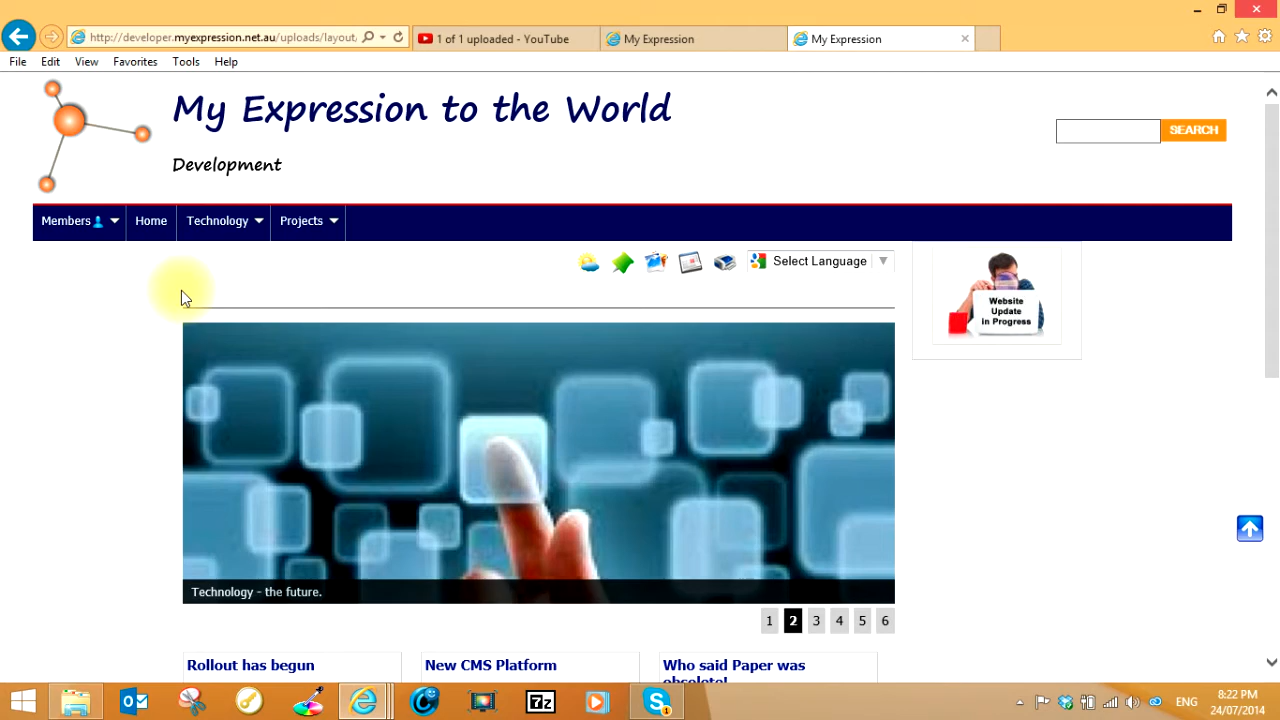 http://developer.myexpression.net.au/uploads/layout/
1 of 1 uploaded - YouTube
My Expression
My Expression
File Edit View Favorites Tools Help
My Expression to the World
Development
SEARCH
Members Home Technology Projects
Select Language
Website
Update
in Progress
Technology - the future.
1 2 3 4 5 6
Rollout has begun
New CMS Platform
Who said Paper was
obsolete!
7z
ENG
8:22 PM
24/07/2014